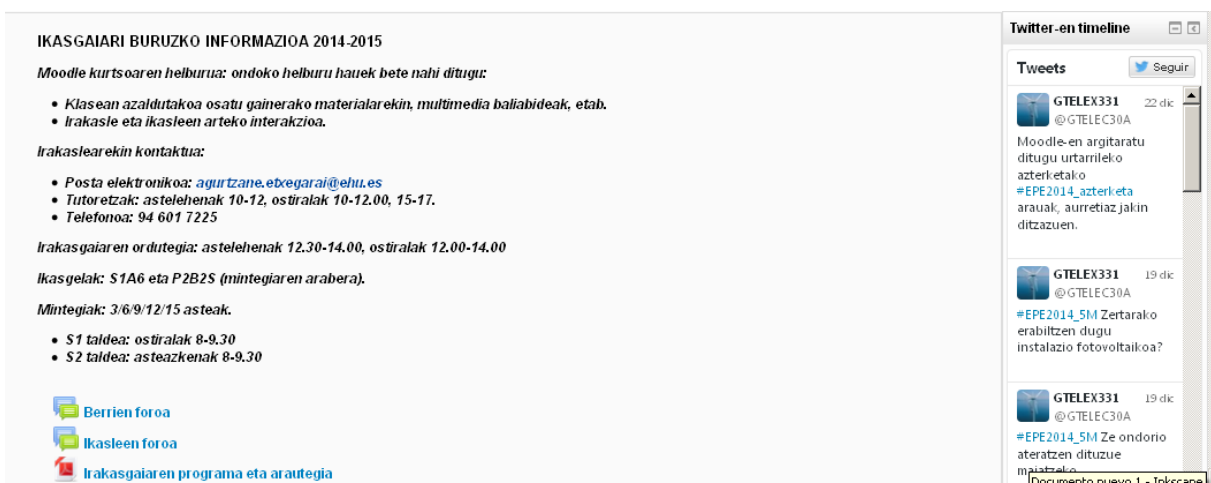 IKASGAIARI BURUZKO INFORMAZIOA 2014-2015
Moodle kurtsoaren helburua: ondoko helburu hauek bete nahi ditugu:
• Klasean azaldutakoa osatu gainerako materialarekin, multimedia baliabideak, etab.
• Irakasle eta ikasleen arteko interakzioa.
Irakaslearekin kontaktua:
• Posta elektronikoa: agurtzane.etxegarai@ehu.es
• Tutoretzak: astelehenak 10-12, ostiralak 10-12.00, 15-17.
• Telefonoa: 94 601 7225
Irakasgaiaren ordutegia: astelehenak 12.30-14.00, ostiralak 12.00-14.00
Ikasgelak: S1A6 eta P2B2S (mintegiaren arabera).
Mintegiak: 3/6/9/12/15 asteak.
• S1 taldea: ostiralak 8-9.30
• S2 taldea: asteazkenak 8-9.30
Berrien foroa
Ikasleen foroa
Irakasgaiaren programa eta arautegia
Twitter-en timeline
Tweets
Seguir
GTELEX331 22 dic
@GTELEC30A
Moodle-en argitaratu
ditugu urtarrileko
azterketako
#EPE2014_azterketa
arauak, aurretiaz jakin
ditzazuen.
GTELEX331 19 dic
@GTELEC30A
#EPE2014_5M Zertarako
erabiltzen dugu
instalazio fotovoltaikoa?
GTELEX331 19 dic
@GTELEC30A
#EPE2014_5M Ze ondorio
ateratzen dituzue
maiatzeko
Documento nuevo 1 - Inkscape